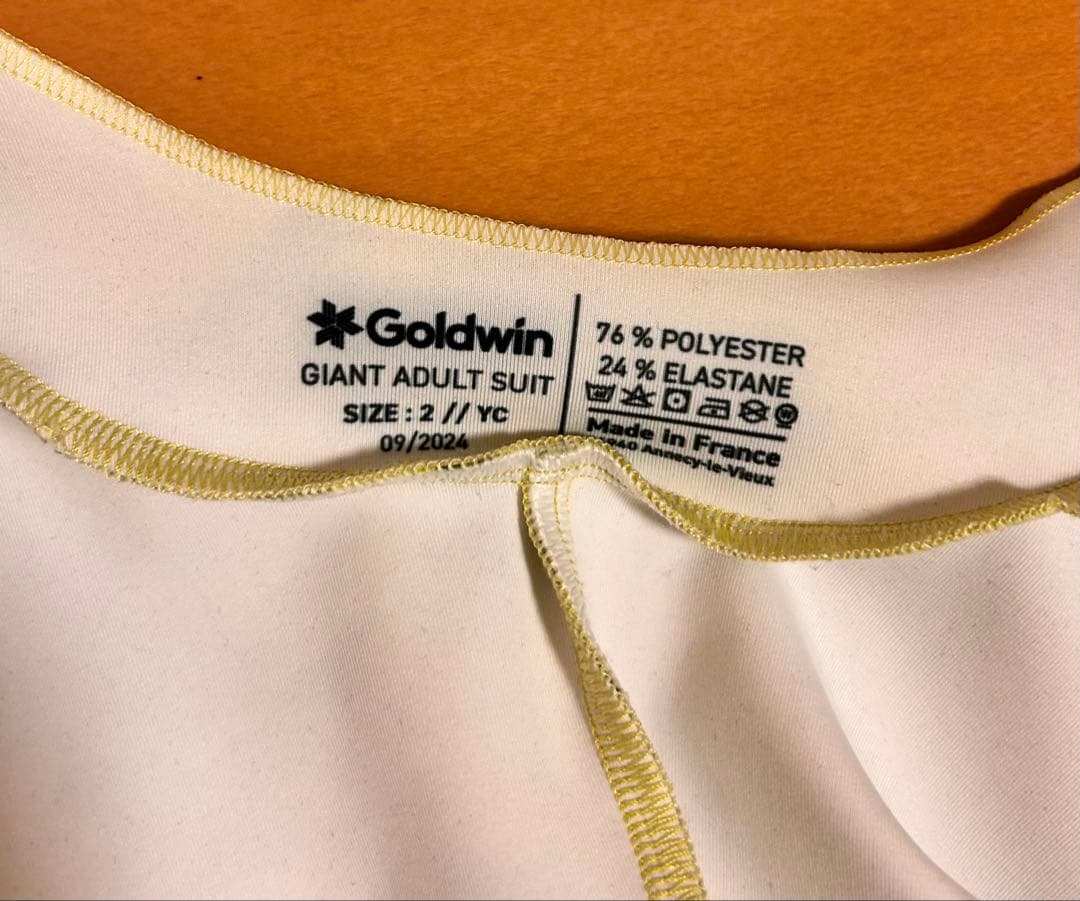 Goldwin
GIANT ADULT SUIT
SIZE : 2 // YC
09/2024
76 % POLYESTER
24 % ELASTANE
Made in France
Annecy-le-Vieux